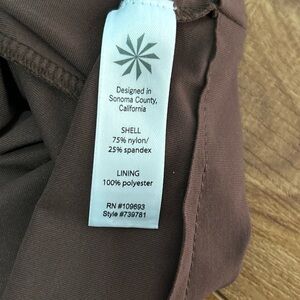 Designed in
Sonoma County,
California
SHELL
75% nylon/
25% spandex
LINING
100% polyester
RN #109693
Style #739781